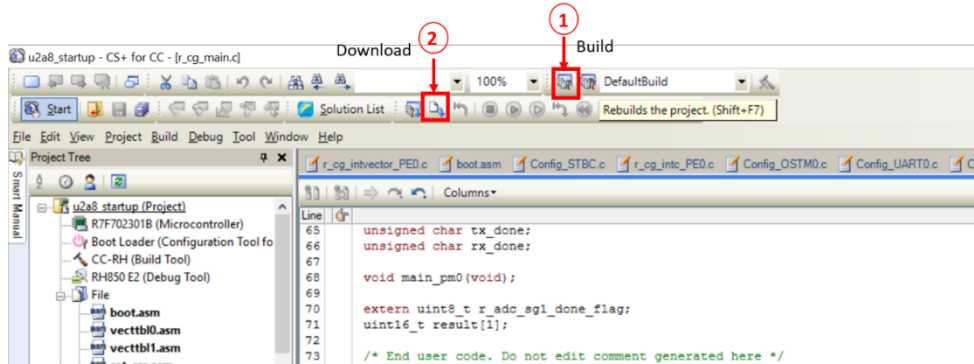 1
2
Download
Build
u2a8_startup - CS+ for CC - [r_cg_main.c]
100%
DefaultBuild
Start
Solution List
Rebuilds the project. (Shift+F7)
File Edit View Project Build Debug Tool Window Help
Project Tree
r_cg_intvector_PE0.c
boot.asm
Config_STBC.c
r_cg_intc_PE0.c
Config_OSTM0.c
Config_UART0.c
Smart Manual
Columns
u2a8_startup (Project)
R7F702301B (Microcontroller)
Boot Loader (Configuration Tool fo
CC-RH (Build Tool)
RH850 E2 (Debug Tool)
File
boot.asm
vecttbl0.asm
vecttbl1.asm
Line
65 unsigned char tx_done;
66 unsigned char rx_done;
67
68 void main_pm0(void);
69
70 extern uint8_t r_adc_sg1_done_flag;
71 uint16_t result[1];
72
73 /* End user code. Do not edit comment generated here */